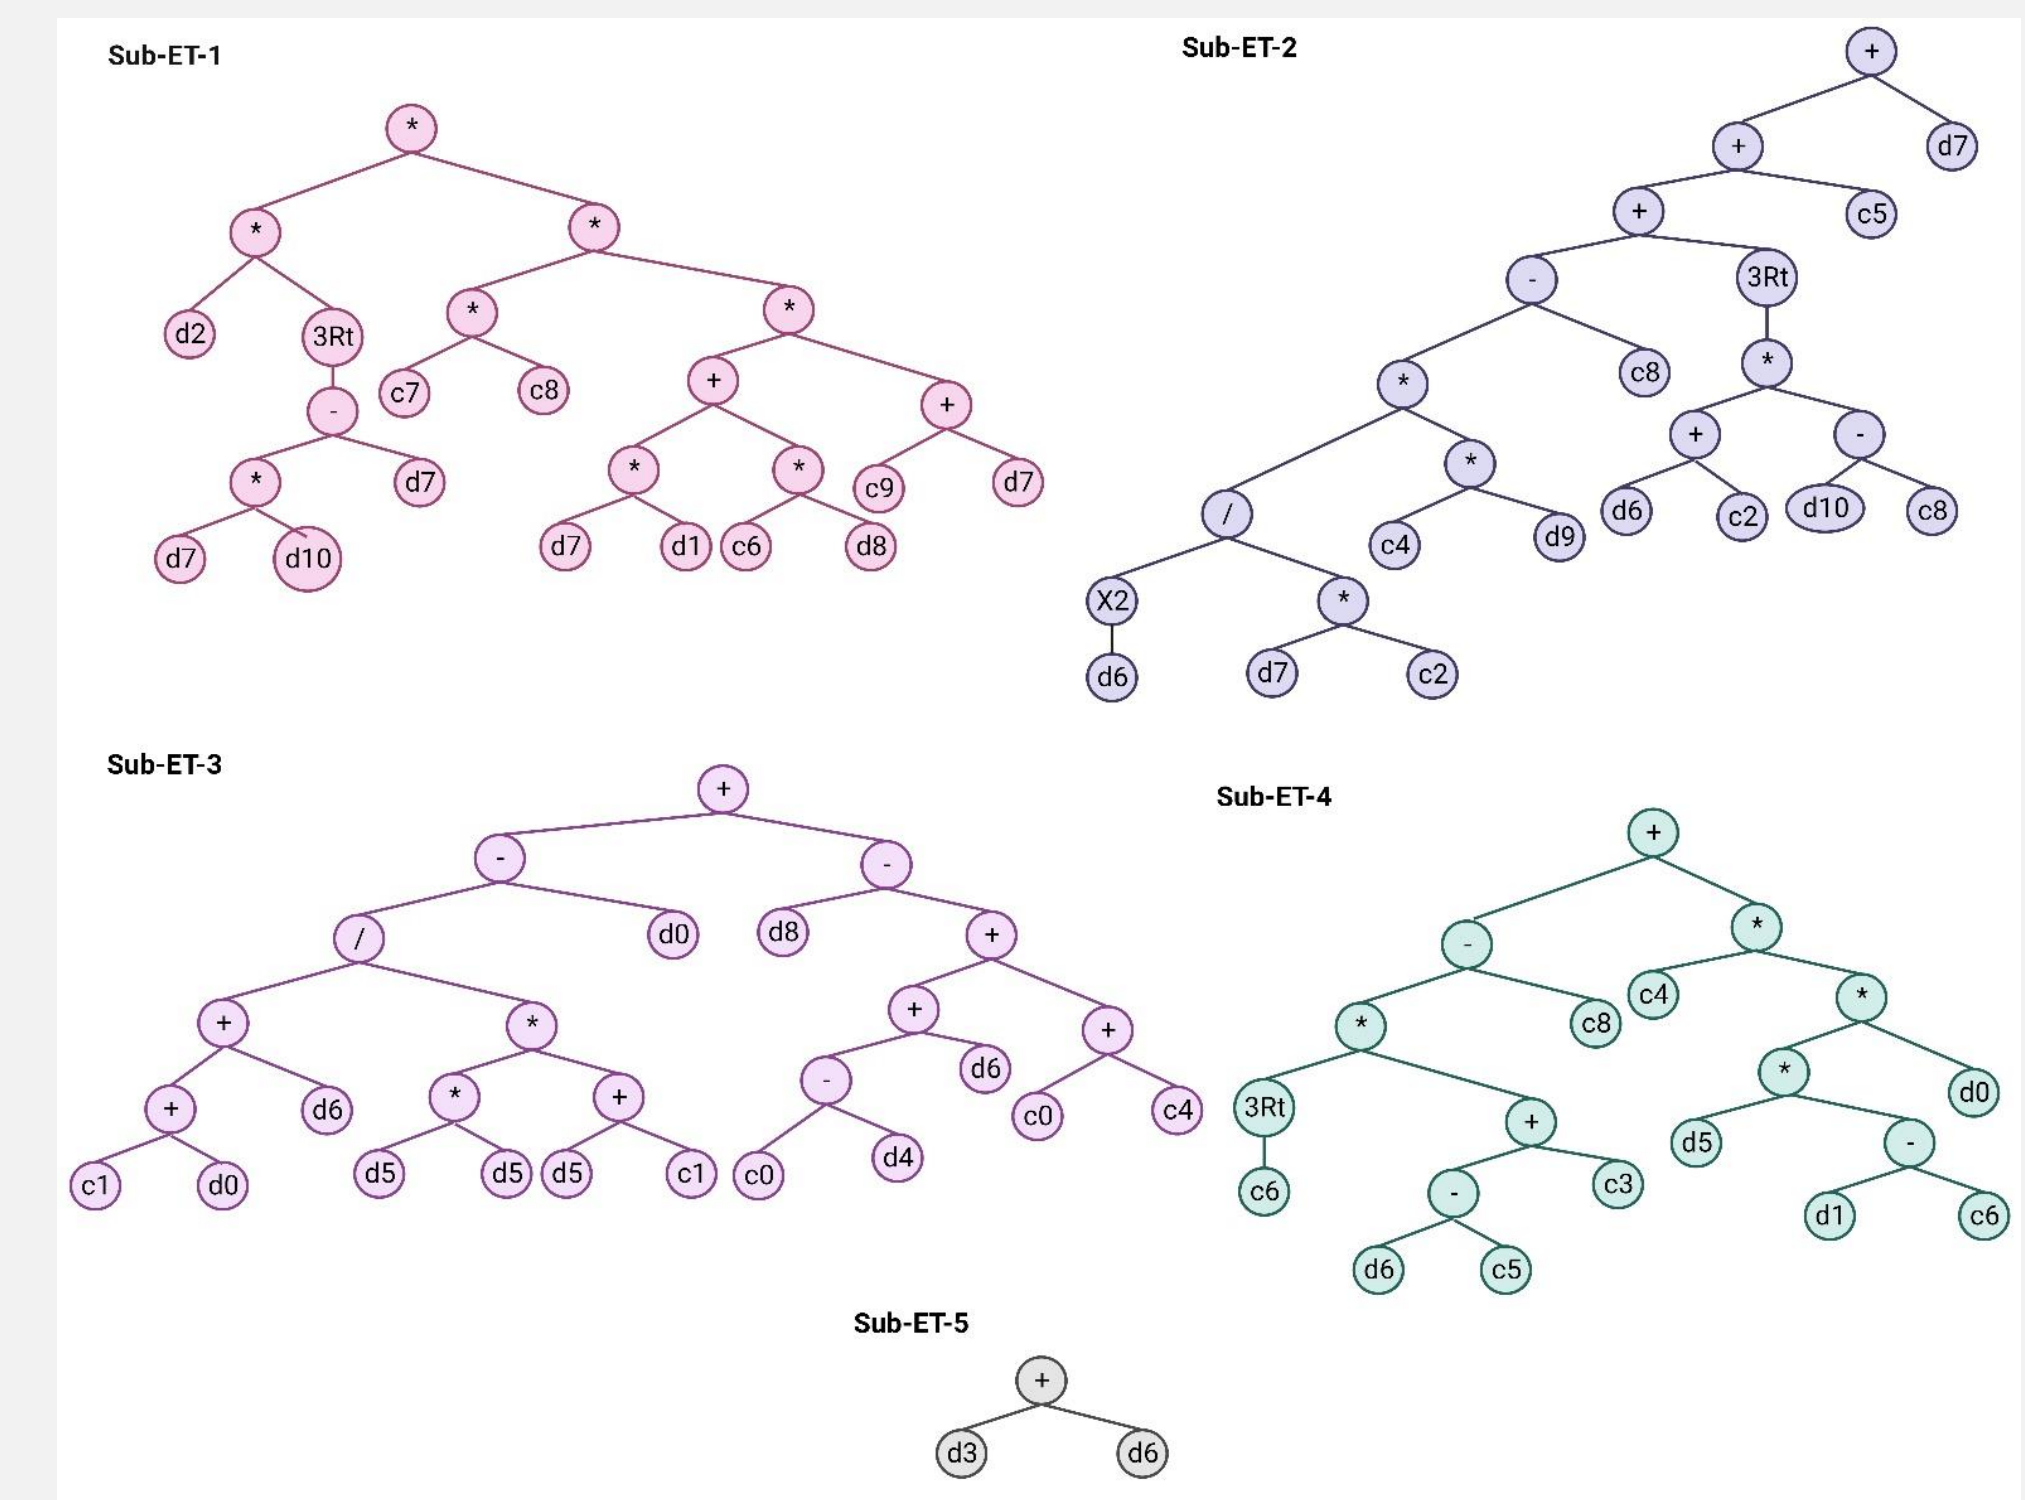 Sub-ET-1
*
* *
d2 3Rt * *
- c7 c8 + +
* d7 * * c9 d7
d7 d10 d7 d1 c6 d8
Sub-ET-2
+
+ d7
+ c5
- 3Rt
* c8 *
/ * + -
c4 d9 d6 c2 d10 c8
X2 *
d6 d7 c2
Sub-ET-3
+
- -
/ d0 d8 +
+ * + +
+ d6 * + - d6 c0 c4
c1 d0 d5 d5 d5 c1 c0 d4
Sub-ET-4
+
- *
* c8 c4 *
3Rt + * d0
c6 - c3 d5 -
d6 c5 d1 c6
Sub-ET-5
+
d3 d6